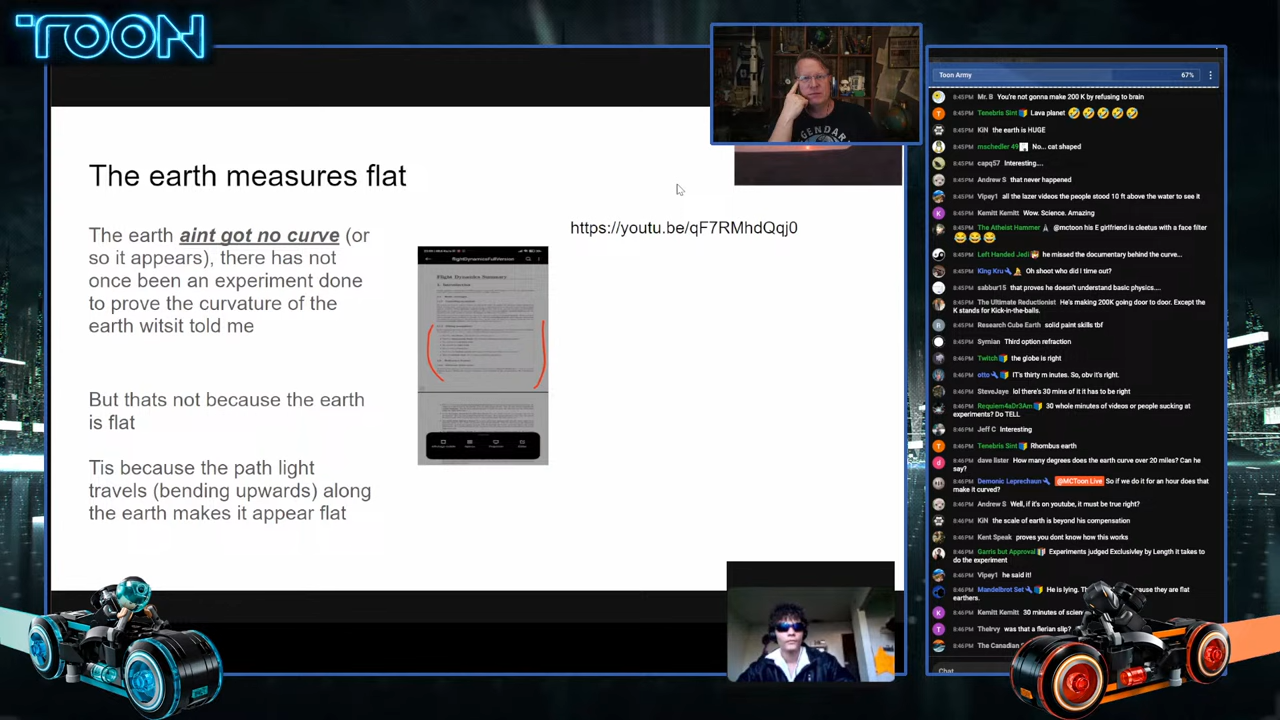 TOON
The earth measures flat
The earth aint got no curve (or
so it appears), there has not
once been an experiment done
to prove the curvature of the
earth witsit told me
But thats not because the earth
is flat
Tis because the path light
travels (bending upwards) along
the earth makes it appear flat
https://youtu.be/qF7RMhdQqj0
Flight Dynamics Summary
Toon Army
67%
8:45PM Mr. B You're not gonna make 200 K by refusing to brain
8:45PM Tenebris Sint Lava planet 🤣🤣🤣🤣🤣
8:45PM KiN the earth is HUGE
8:45PM mschedler 49 No... cat shaped
8:45PM capq57 Interesting....
8:45PM Andrew S that never happened
8:45PM Vipey1 all the lazer videos the people stood 10 ft above the water to see it
8:45PM Kemitt Kemitt Wow. Science. Amazing
8:45PM The Atheist Hammer @mctoon his E girlfriend is cleetus with a face filter
😂😂😂
8:45PM Left Handed Jedi he missed the documentary behind the curve...
8:45PM King Kru Oh shoot who did I time out?
8:45PM sabbur15 that proves he doesn't understand basic physics....
8:45PM The Ultimate Reductionist He's making 200K going door to door. Except the
K stands for Kick-in-the-balls.
8:45PM Research Cube Earth solid paint skills tbf
8:45PM Symian Third option refraction
8:46PM Twitch the globe is right
8:46PM otto IT's thirty m inutes. So, obv it's right.
8:46PM SteveJaye lol there's 30 mins of it it has to be right
8:46PM Requiem4aDr3Am 30 whole minutes of videos or people sucking at
experiments? Do TELL
8:46PM Jeff C Interesting
8:46PM Tenebris Sint Rhombus earth
8:46PM dave lister How many degrees does the earth curve over 20 miles? Can he
say?
8:46PM Demonic Leprechaun @MCToon Live So if we do it for an hour does that
make it curved?
8:46PM Andrew S Well, if it's on youtube, it must be true right?
8:46PM KiN the scale of earth is beyond his compensation
8:46PM Kent Speak proves you dont know how this works
8:46PM Garris but Approval Experiments judged Exclusivley by Length it takes to
do the experiment
8:46PM Vipey1 he said it!
8:46PM Mandelbrot Set He is lying.
earthers.
8:46PM Kemitt Kemitt 30 minutes of
8:46PM TheIrvy was that a flerian slip?
8:46PM The Canadian
Chat